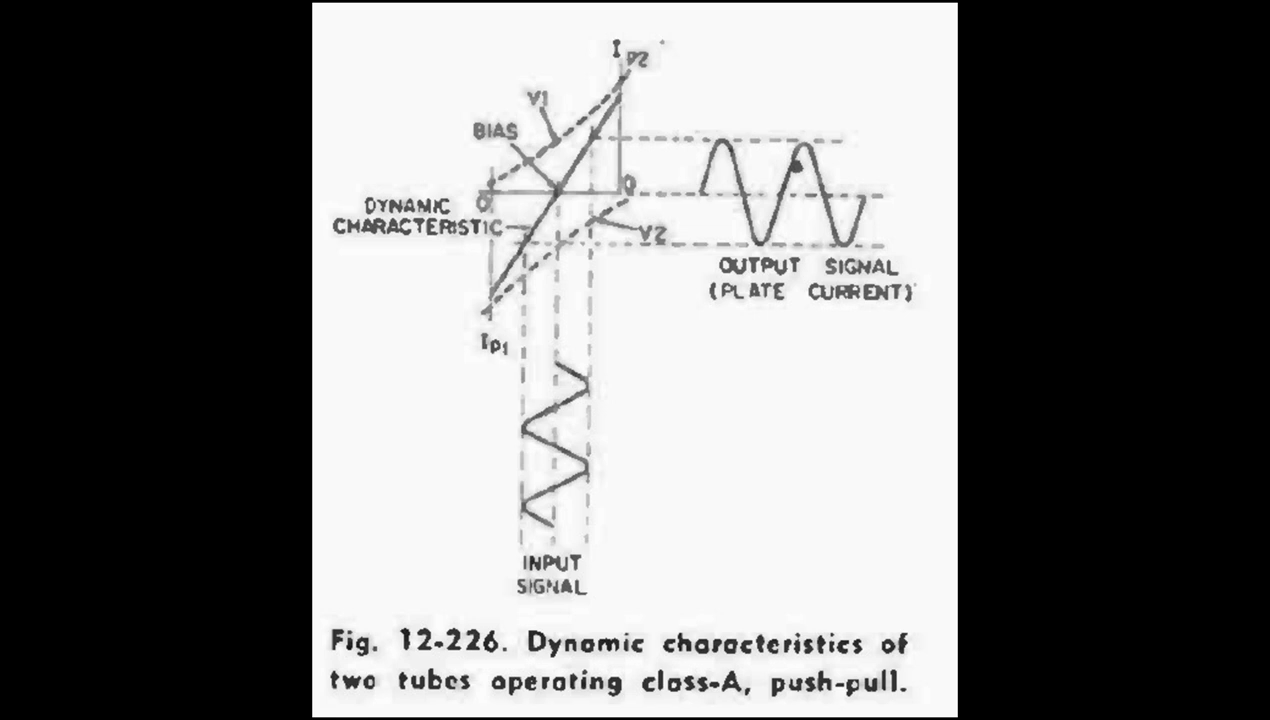 I P2
V1
BIAS
O
O
DYNAMIC
CHARACTERISTIC
V2
OUTPUT SIGNAL
(PLATE CURRENT)
I P1
INPUT
SIGNAL
Fig. 12-226. Dynamic characteristics of
two tubes operating class-A, push-pull.